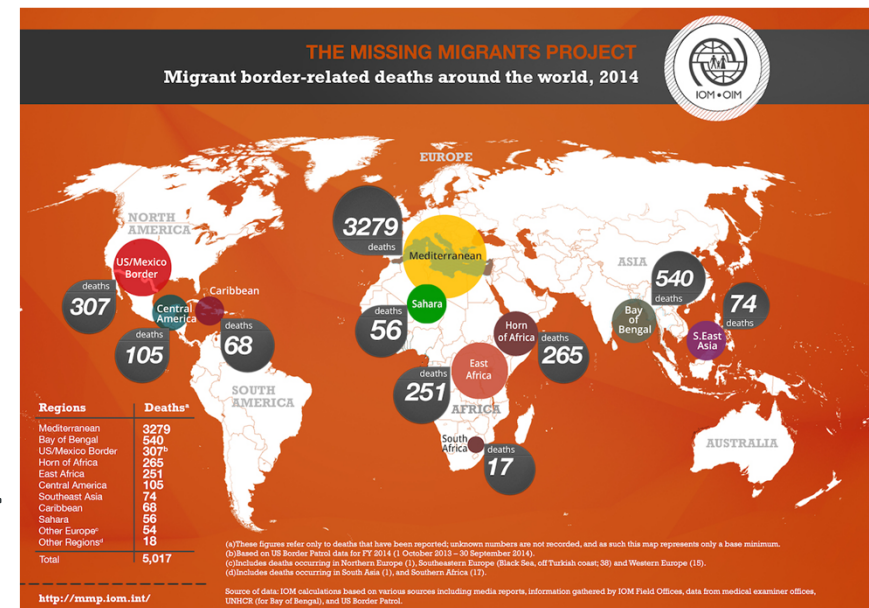 THE MISSING MIGRANTS PROJECT
Migrant border-related deaths around the world, 2014
IOM • OIM
EUROPE
NORTH
AMERICA
3279
deaths
Mediterranean
US/Mexico
Border
ASIA
540
deaths
deaths
307
Caribbean
Central
America
deaths
68
deaths
105
Sahara
deaths
56
Horn
of Africa
deaths
265
Bay
of
Bengal
74
deaths
S.East
Asia
East
Africa
deaths
251
SOUTH
AMERICA
AFRICA
South
Africa
deaths
17
AUSTRALIA
Regions Deathsᵃ
Mediterranean 3279
Bay of Bengal 540
US/Mexico Border 307ᵇ
Horn of Africa 265
East Africa 251
Central America 105
Southeast Asia 74
Caribbean 68
Sahara 56
Other Europeᶜ 54
Other Regionsᵈ 18
Total 5,017
(a)These figures refer only to deaths that have been reported; unknown numbers are not recorded, and as such this map represents only a base minimum.
(b)Based on US Border Patrol data for FY 2014 (1 October 2013 – 30 September 2014).
(c)Includes deaths occurring in Northern Europe (1), Southeastern Europe (Black Sea, off Turkish coast; 38) and Western Europe (15).
(d)Includes deaths occurring in South Asia (1), and Southern Africa (17).
http://mmp.iom.int/
Source of data: IOM calculations based on various sources including media reports, information gathered by IOM Field Offices, data from medical examiner offices,
UNHCR (for Bay of Bengal), and US Border Patrol.